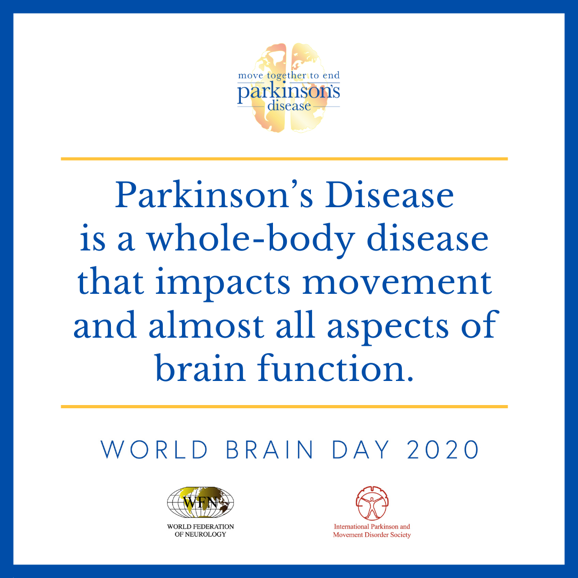 move together to end
parkinson's
disease
Parkinson’s Disease
is a whole-body disease
that impacts movement
and almost all aspects of
brain function.
WORLD BRAIN DAY 2020
WFN
WORLD FEDERATION
OF NEUROLOGY
International Parkinson and
Movement Disorder Society